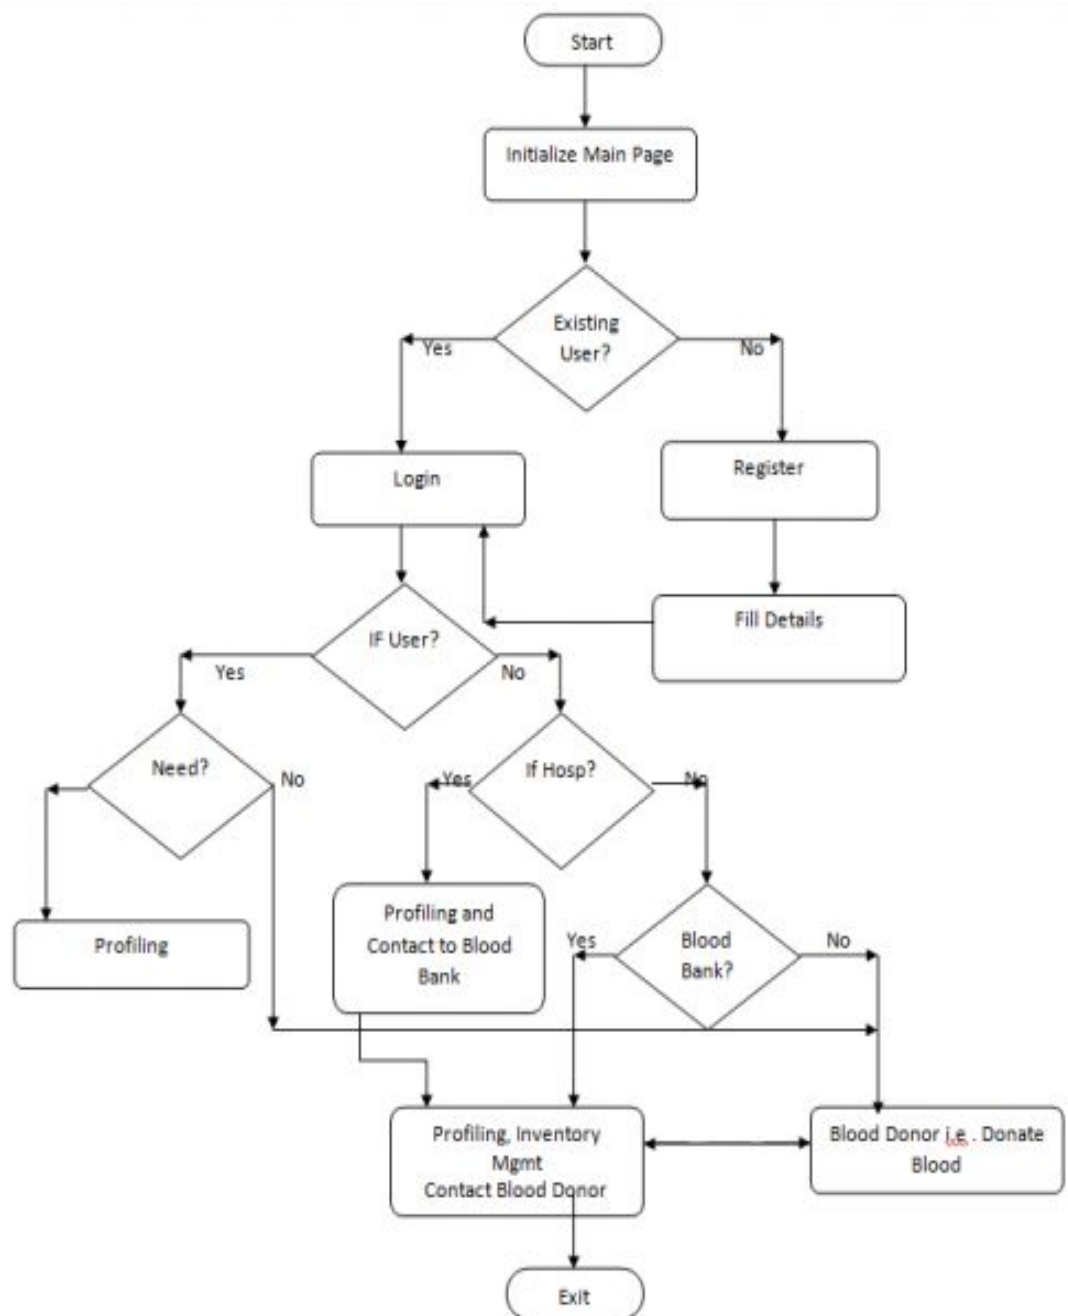 Start
Initialize Main Page
Existing
User?
Yes
No
Login
Register
Fill Details
IF User?
Yes
No
Need?
No
If Hosp?
Yes
No
Profiling
Profiling and
Contact to Blood
Bank
Blood
Bank?
Yes
No
Profiling, Inventory
Mgmt
Contact Blood Donor
Blood Donor i.e . Donate
Blood
Exit